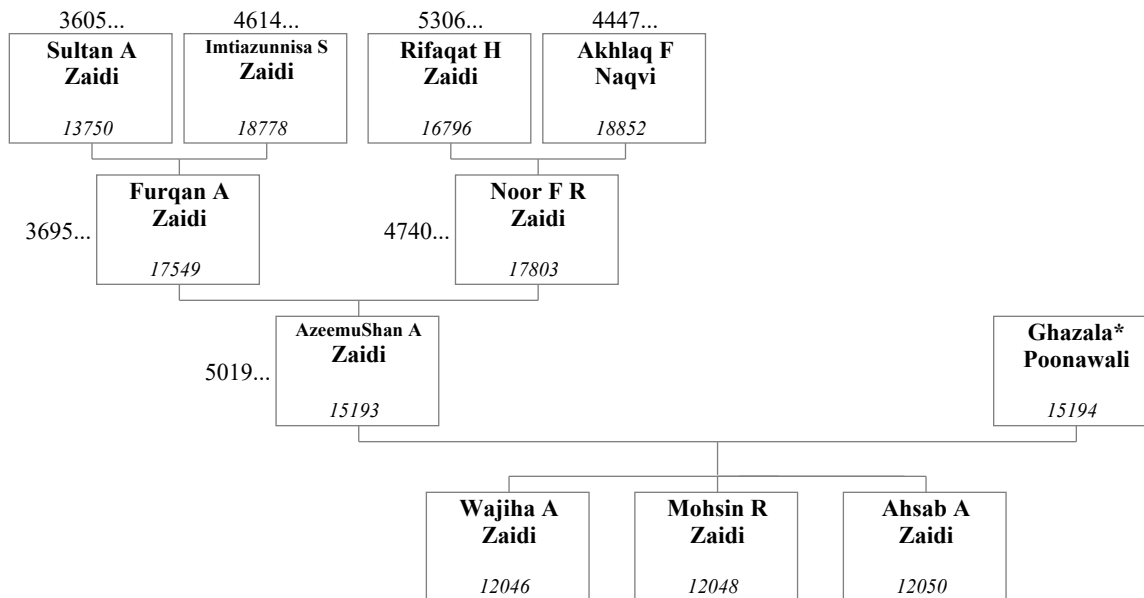 3605...
4614...
5306...
4447...
Sultan A
Zaidi
13750
Imtiazunnisa S
Zaidi
18778
Rifaqat H
Zaidi
16796
Akhlaq F
Naqvi
18852
3695...
Furqan A
Zaidi
17549
4740...
Noor F R
Zaidi
17803
5019...
AzeemuShan A
Zaidi
15193
Ghazala*
Poonawali
15194
Wajiha A
Zaidi
12046
Mohsin R
Zaidi
12048
Ahsab A
Zaidi
12050